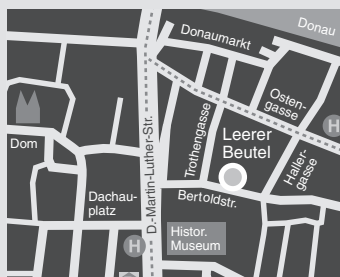 Donau
Donaumarkt
Osten-
gasse
H
Leerer
Beutel
Trothengasse
Haller-
gasse
Dom
D.-Martin-Luther-Str.
Bertoldstr.
Dachau-
platz
H
Histor.
Museum